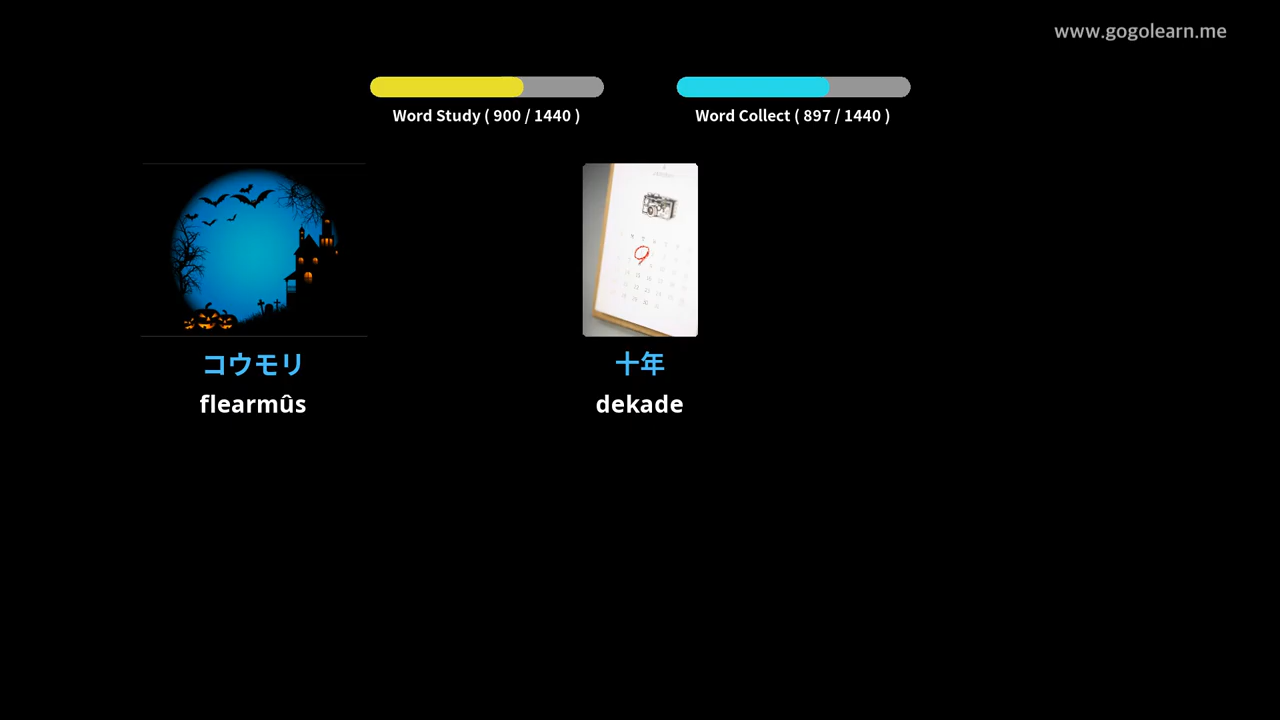 www.gogolearn.me
Word Study ( 900 / 1440 )
Word Collect ( 897 / 1440 )
コウモリ
flearmûs
十年
dekade